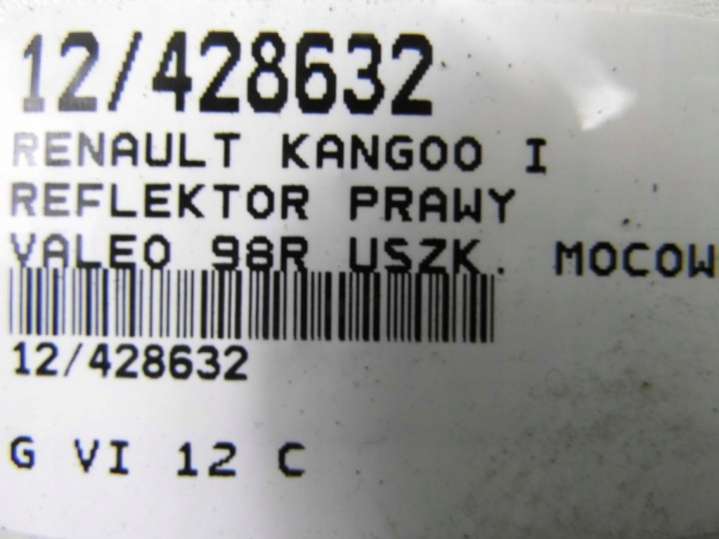 12/428632
RENAULT KANGOO I
REFLEKTOR PRAWY
VALEO 98R USZK. MOCOW
12/428632
G VI 12 C